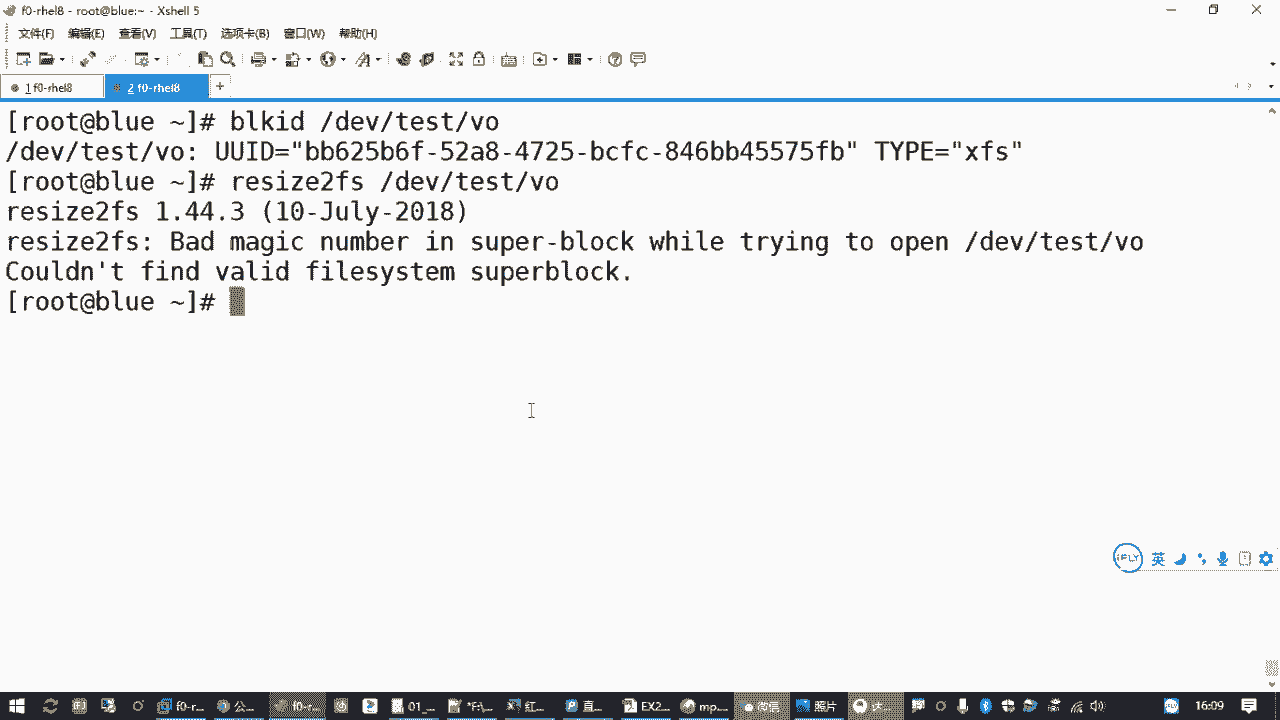 f0-rhel8 - root@blue:~ - Xshell 5
文件(F) 编辑(E) 查看(V) 工具(T) 选项卡(B) 窗口(W) 帮助(H)
1 f0-rhel8 2 f0-rhel8 +
[root@blue ~]# blkid /dev/test/vo
/dev/test/vo: UUID="bb625b6f-52a8-4725-bcfc-846bb45575fb" TYPE="xfs"
[root@blue ~]# resize2fs /dev/test/vo
resize2fs 1.44.3 (10-July-2018)
resize2fs: Bad magic number in super-block while trying to open /dev/test/vo
Couldn't find valid filesystem superblock.
[root@blue ~]#
iFLY 英
f0-r... 公... f0-r... 01_... *F:\... 红... 直... EX2... mp... 微信 照片 16:09